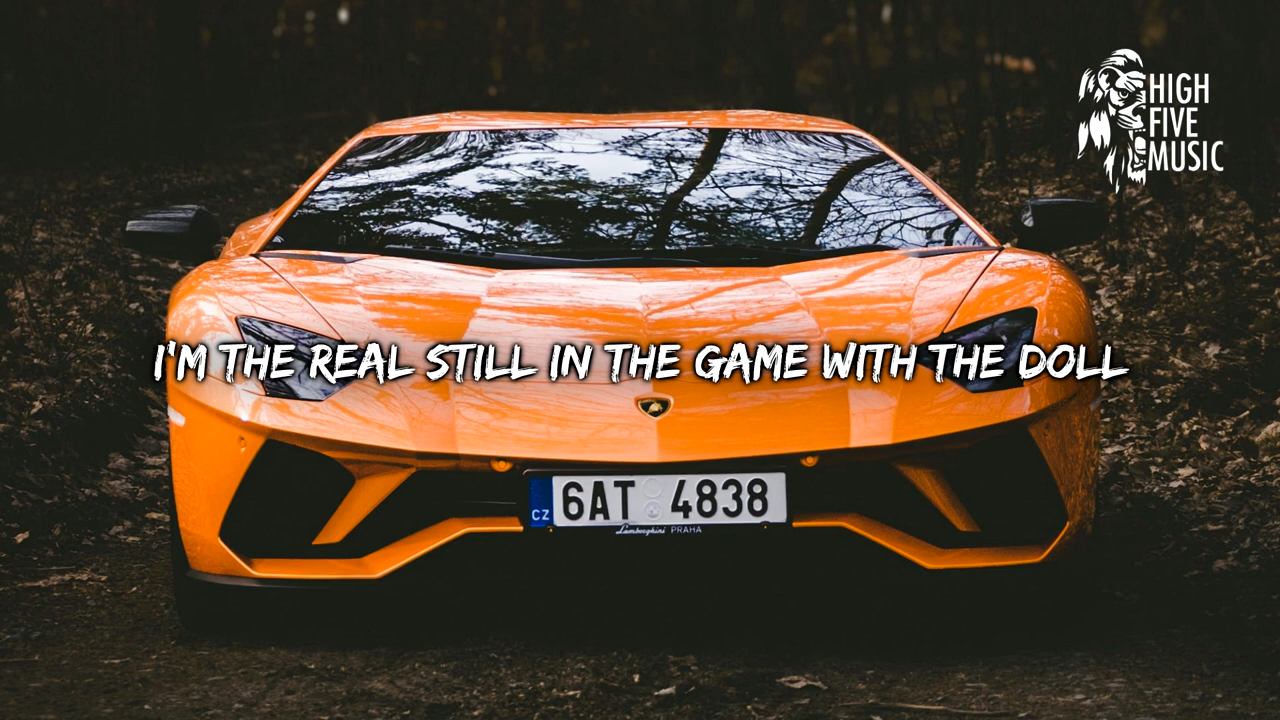 HIGH
FIVE
MUSIC
I'M THE REAL STILL IN THE GAME WITH THE DOLL
CZ 6AT 4838
Lamborghini PRAHA